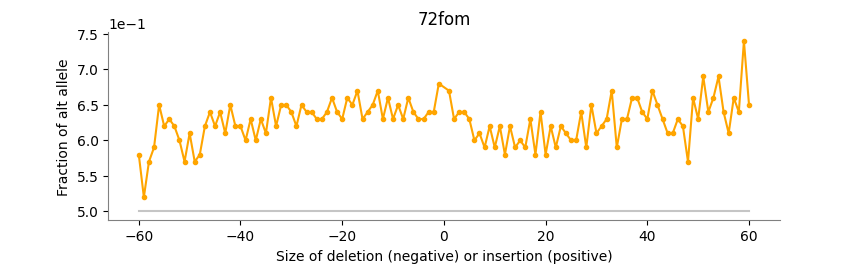 72fom
1e−1
7.5
7.0
6.5
6.0
5.5
5.0
Fraction of alt allele
−60 −40 −20 0 20 40 60
Size of deletion (negative) or insertion (positive)